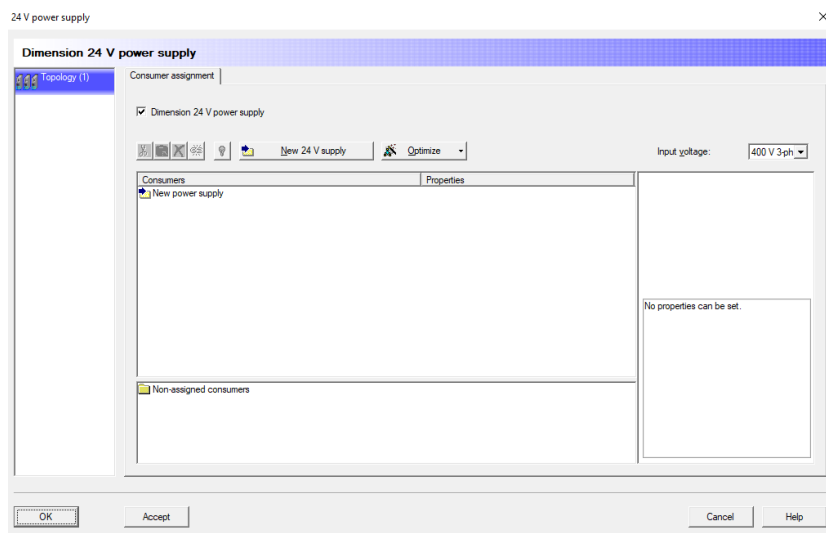 24 V power supply
Dimension 24 V power supply
Topology (1)
Consumer assignment
Dimension 24 V power supply
New 24 V supply
Optimize
Input voltage:
400 V 3-ph
Consumers
Properties
New power supply
No properties can be set.
Non-assigned consumers
OK
Accept
Cancel
Help